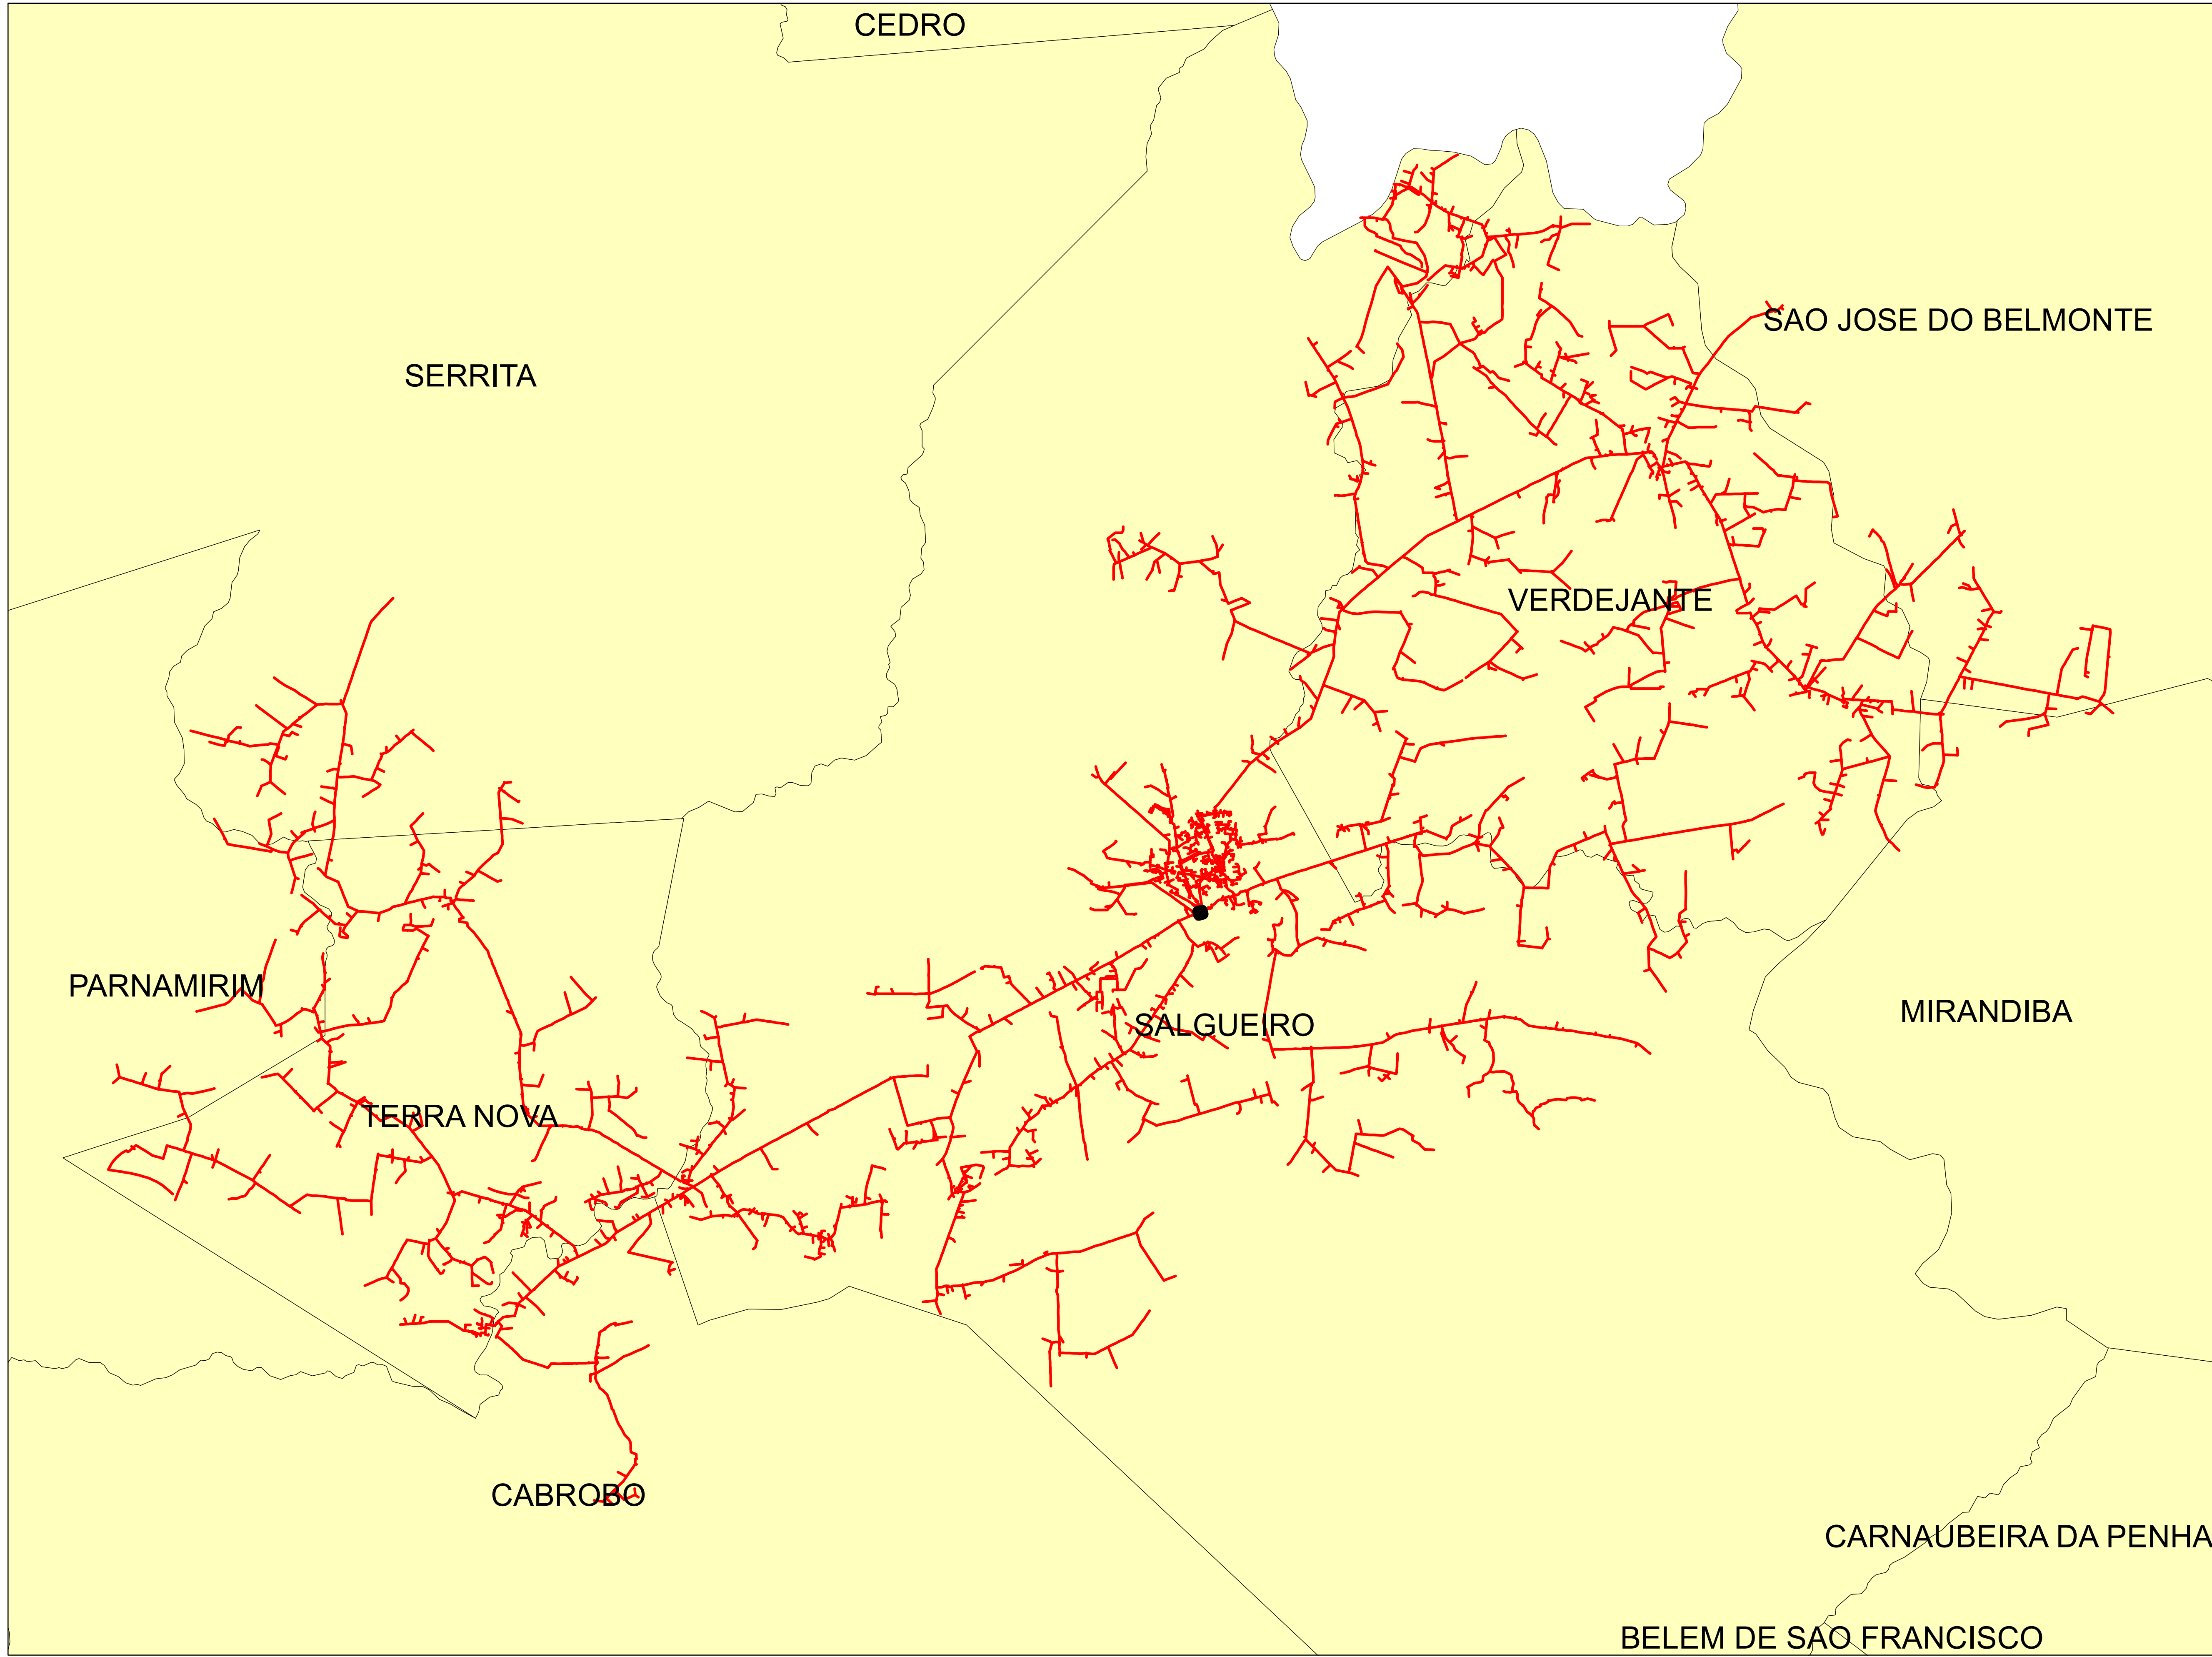 CEDRO
SAO JOSE DO BELMONTE
SERRITA
VERDEJANTE
PARNAMIRIM
MIRANDIBA
SALGUEIRO
TERRA NOVA
CABROBO
CARNAUBEIRA DA PENHA
BELEM DE SAO FRANCISCO